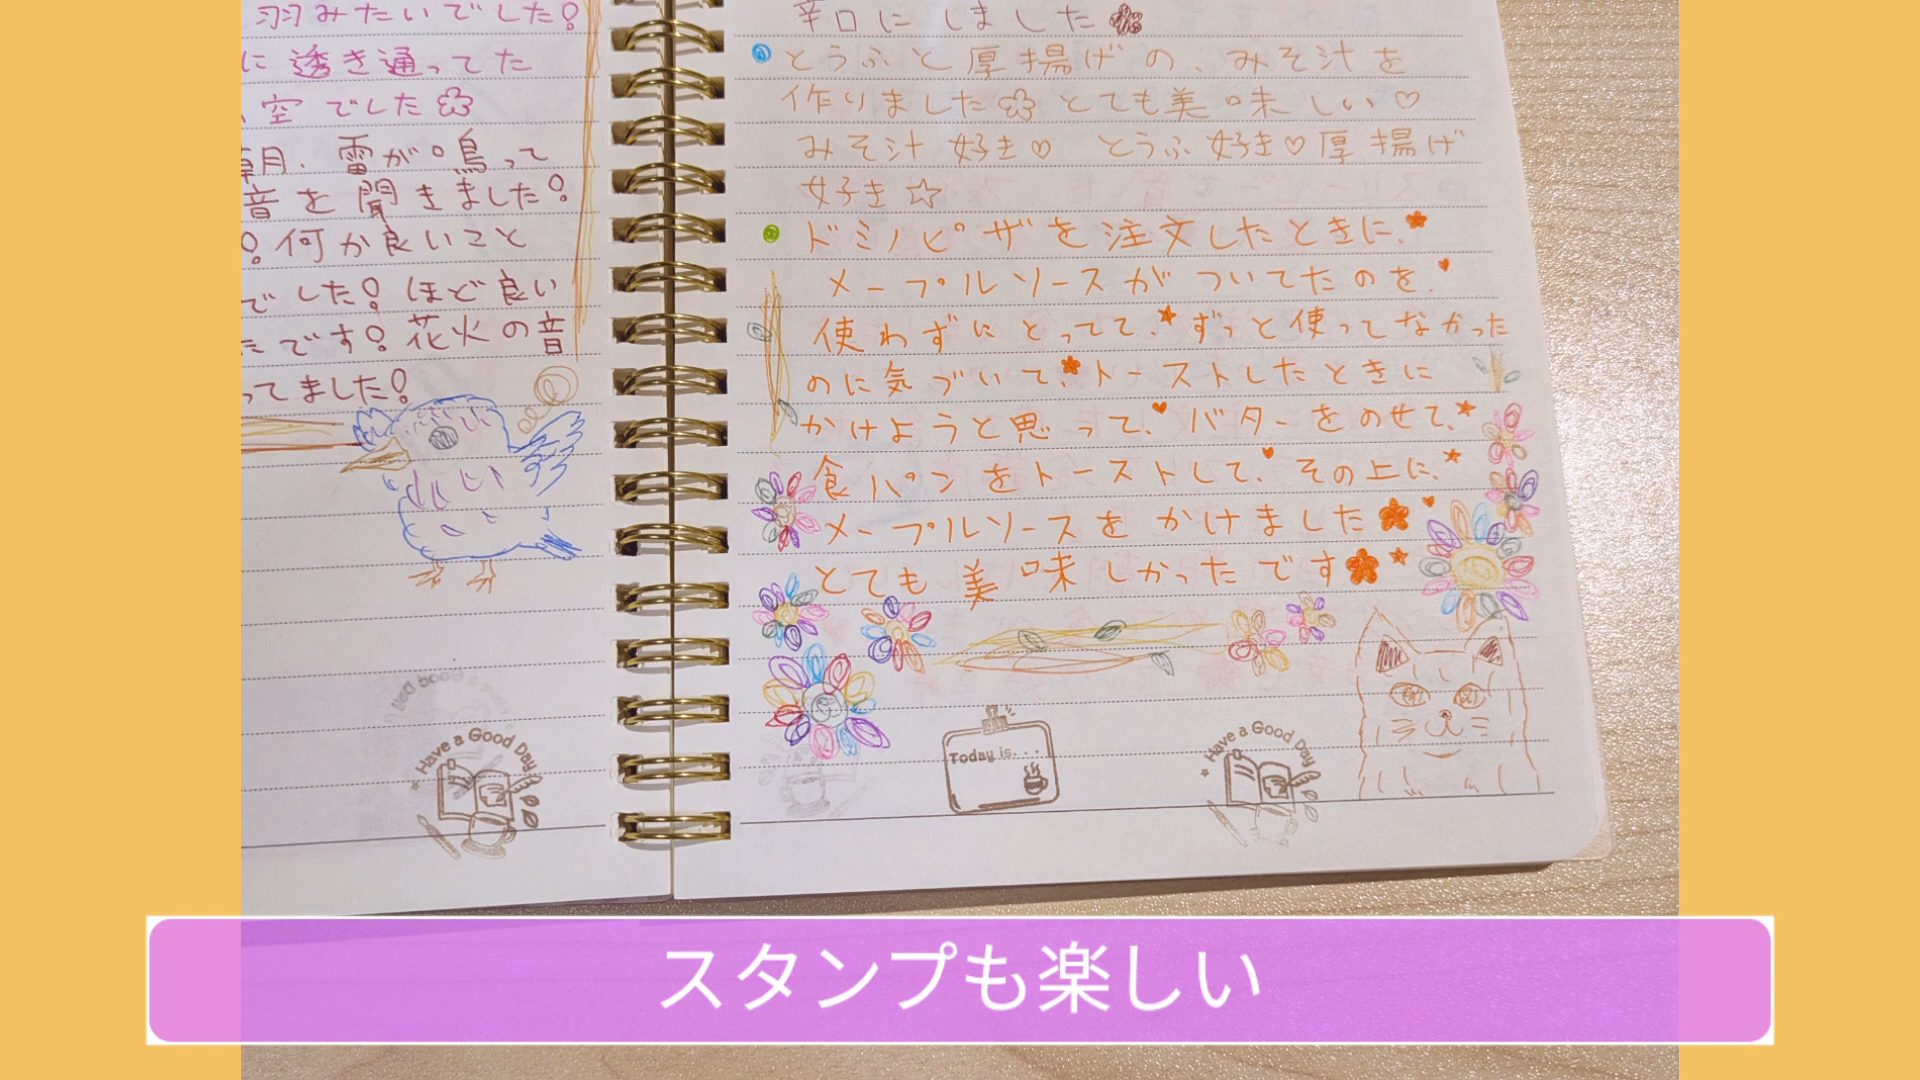 羽みたいでした!
に透き通ってた
空でした
朝、雷が鳴って
音を聞きました!
!何か良いこと
でした!ほど良い
たです!花火の音
ってました!
Have a Good Day
辛口にしました
とうふと厚揚げの、みそ汁を
作りました とても美味しい♡
みそ汁好き♡ とうふ好き♡厚揚げ
好き☆
ドミノピザを注文したときに、
メープルソースがついてたのを、
使わずにとってて、ずっと使ってなかった
のに気づいて、トーストしたときに
かけようと思って、バターをのせて、
食パンをトーストして、その上に、
メープルソースをかけました
とても美味しかったです
Today is...
Have a Good Day
スタンプも楽しい